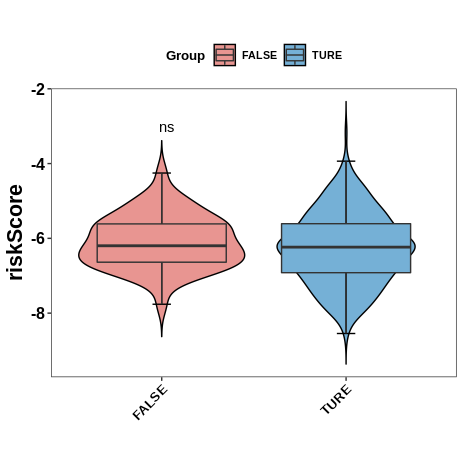 Group FALSE TURE
ns
riskScore
-2
-4
-6
-8
FALSE
TURE